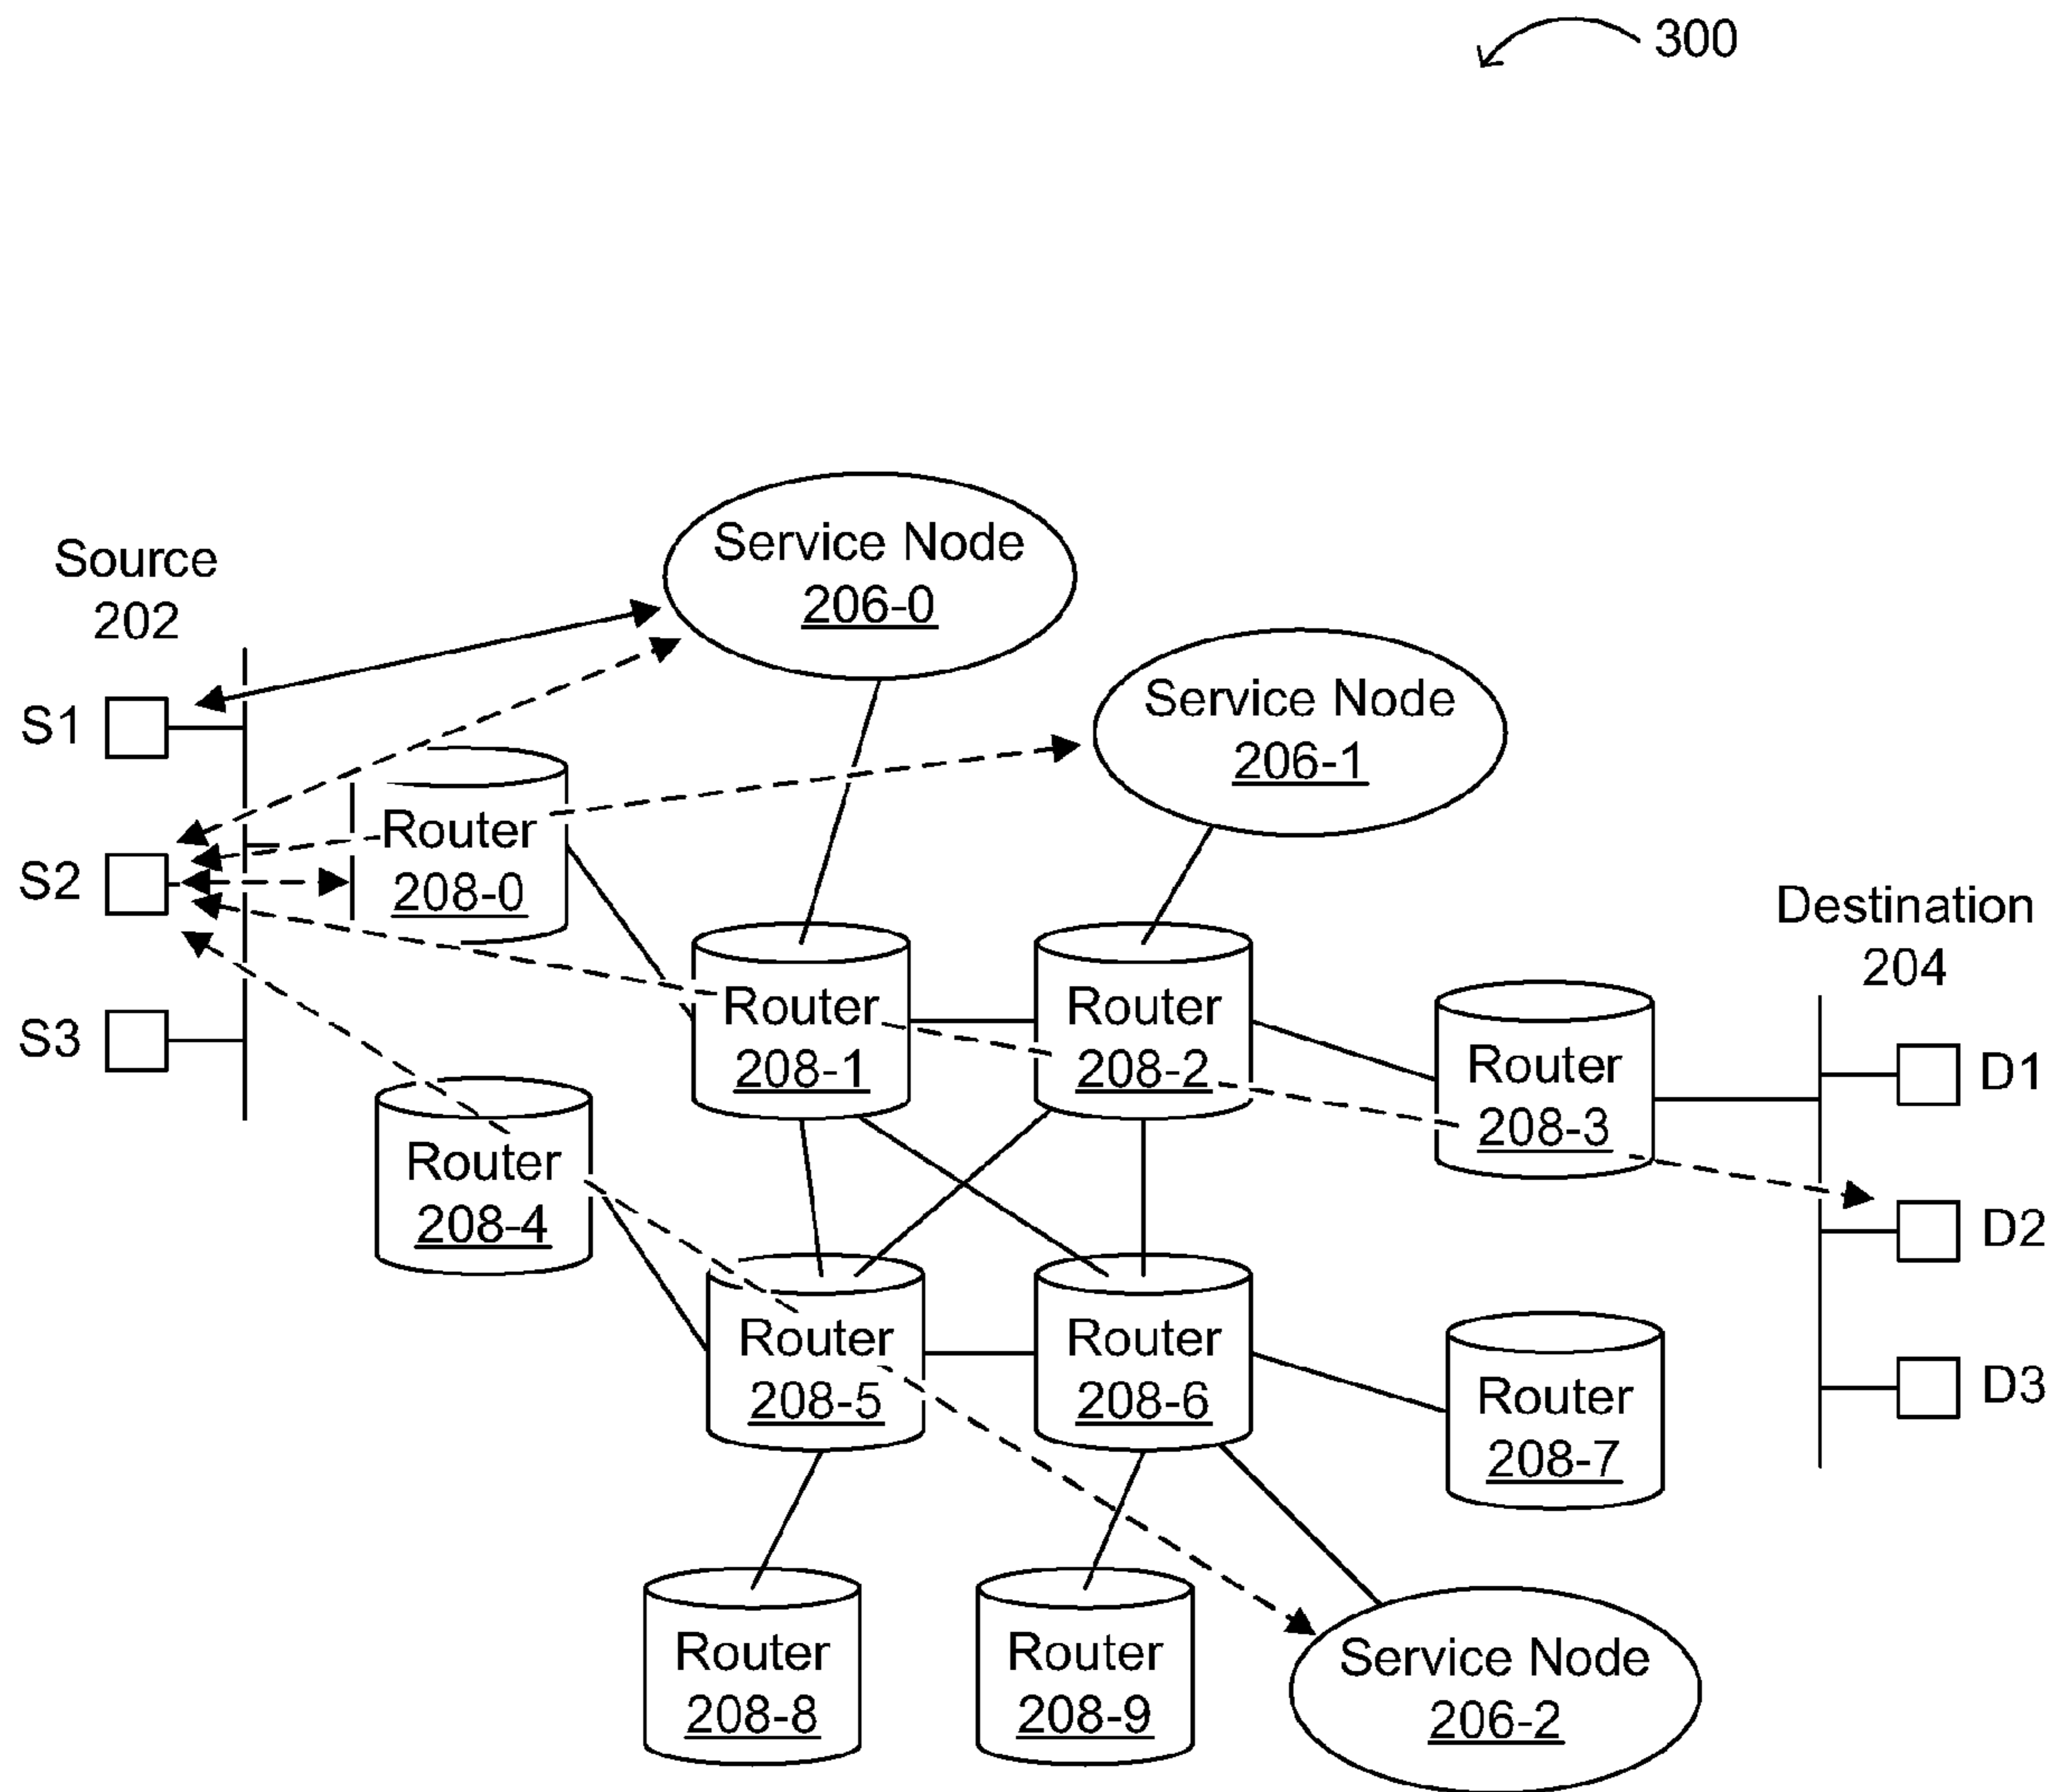 300
Service Node
206-0
Source
202
Service Node
206-1
S1
Router
208-0
S2
Destination
204
S3
Router
208-1
Router
208-2
Router
208-3
D1
Router
208-4
D2
Router
208-5
Router
208-6
Router
208-7
D3
Router
208-8
Router
208-9
Service Node
206-2